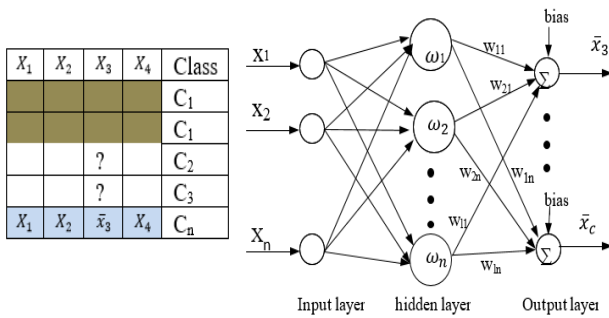 X₁ X₂ X₃ X₄ Class
C₁
C₁
? C₂
? C₃
X₁ X₂ x̄₃ X₄ Cₙ
X1
X2
Xn
ω₁
ω₂
ωₙ
w₁₁
w₂₁
w₂ₙ
w₁ₙ
wₗ₁
wₗₙ
bias
Σ
x̄₃
bias
Σ
x̄_c
Input layer hidden layer Output layer